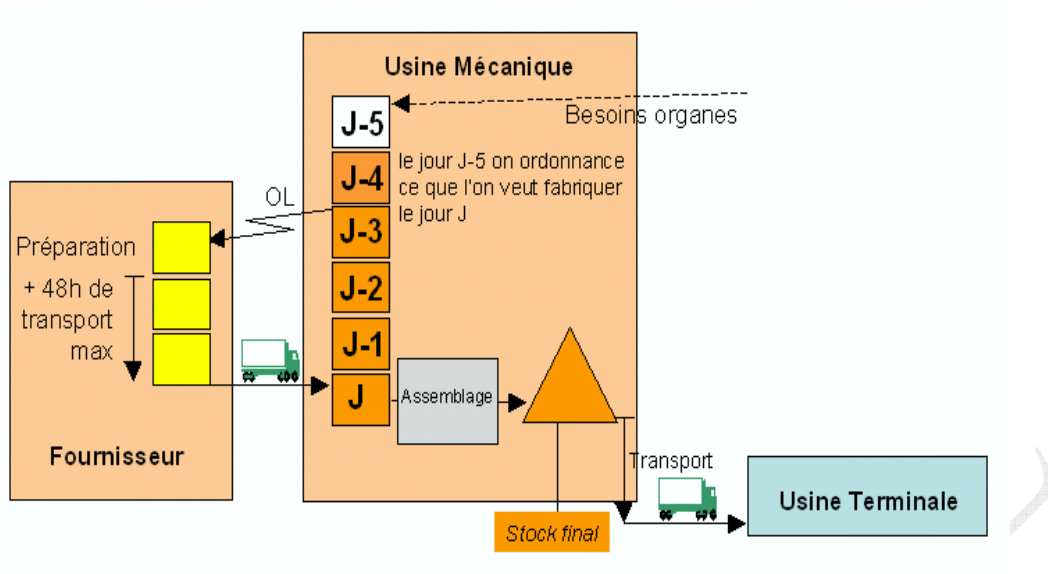 Usine Mécanique
J-5
Besoins organes
J-4
le jour J-5 on ordonnance
ce que l'on veut fabriquer
le jour J
OL
J-3
Préparation
+ 48h de
transport
max
J-2
J-1
J
Assemblage
Fournisseur
Transport
Usine Terminale
Stock final